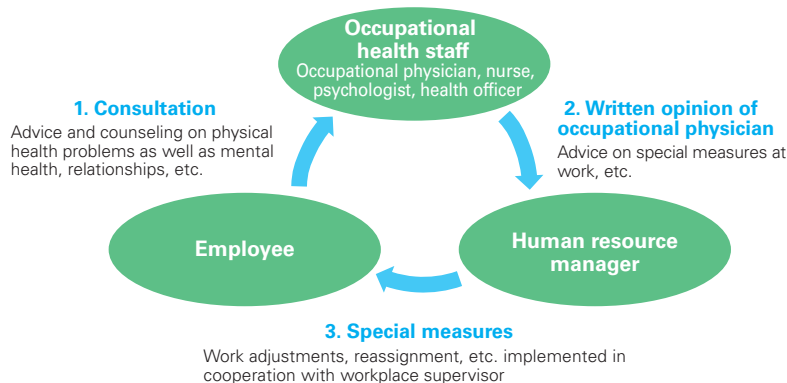 Occupational
health staff
Occupational physician, nurse,
psychologist, health officer
1. Consultation
Advice and counseling on physical
health problems as well as mental
health, relationships, etc.
2. Written opinion of
occupational physician
Advice on special measures at
work, etc.
Employee
Human resource
manager
3. Special measures
Work adjustments, reassignment, etc. implemented in
cooperation with workplace supervisor